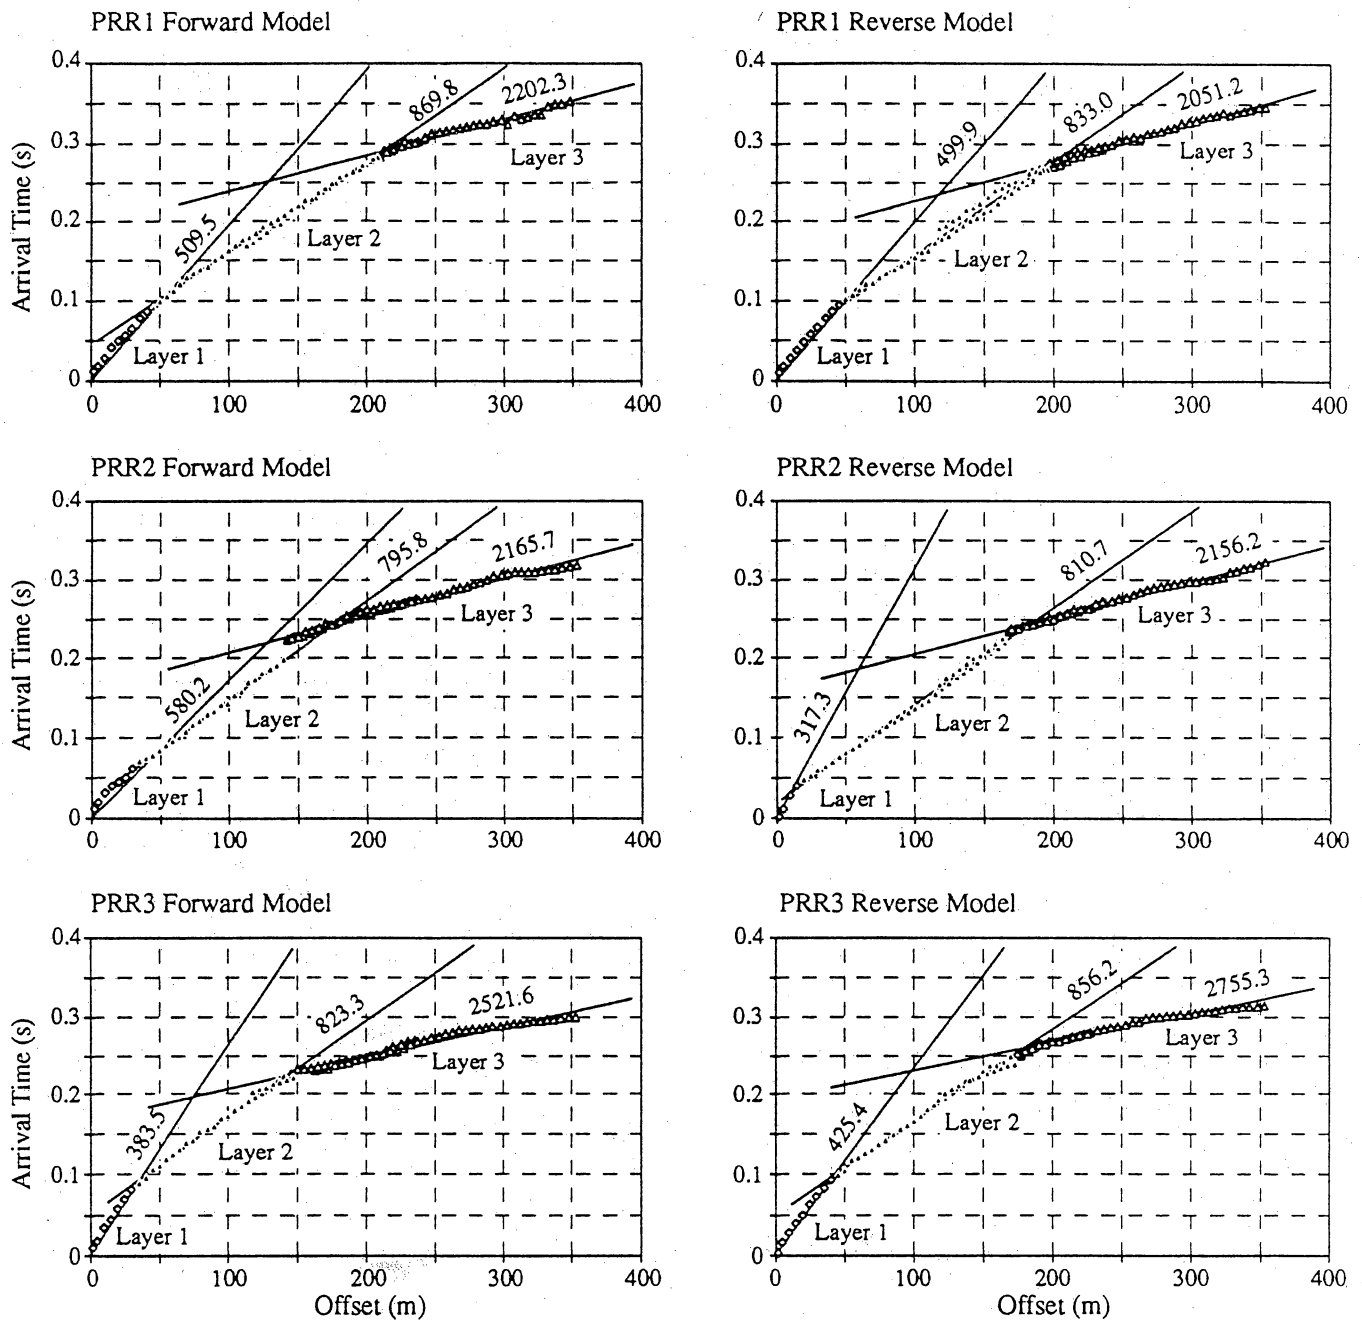 PRR1 Forward Model
0.4
0.3
0.2
0.1
0
Arrival Time (s)
509.5
869.8
2202.3
Layer 1
Layer 2
Layer 3
0 100 200 300 400
PRR1 Reverse Model
0.4
0.3
0.2
0.1
0
499.9
833.0
2051.2
Layer 1
Layer 2
Layer 3
0 100 200 300 400
PRR2 Forward Model
0.4
0.3
0.2
0.1
0
Arrival Time (s)
580.2
795.8
2165.7
Layer 1
Layer 2
Layer 3
0 100 200 300 400
PRR2 Reverse Model
0.4
0.3
0.2
0.1
0
317.3
810.7
2156.2
Layer 1
Layer 2
Layer 3
0 100 200 300 400
PRR3 Forward Model
0.4
0.3
0.2
0.1
0
Arrival Time (s)
383.5
823.3
2521.6
Layer 1
Layer 2
Layer 3
0 100 200 300 400
Offset (m)
PRR3 Reverse Model
0.4
0.3
0.2
0.1
0
425.4
856.2
2755.3
Layer 1
Layer 2
Layer 3
0 100 200 300 400
Offset (m)